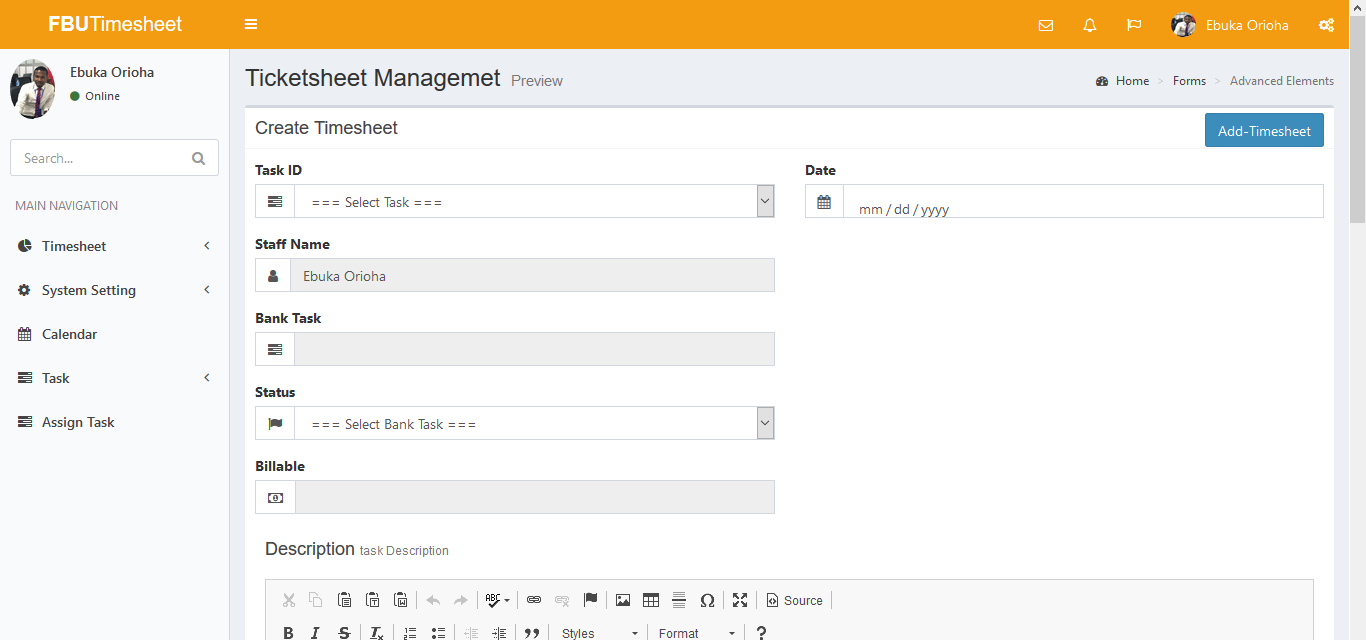 FBUTimesheet
Ebuka Orioha
Ebuka Orioha
Online
Search...
MAIN NAVIGATION
Timesheet
System Setting
Calendar
Task
Assign Task
Ticketsheet Managemet Preview
Home > Forms > Advanced Elements
Create Timesheet
Add-Timesheet
Task ID
=== Select Task ===
Date
mm / dd / yyyy
Staff Name
Ebuka Orioha
Bank Task
Status
=== Select Bank Task ===
Billable
Description task Description
ABC
Ω
Source
B I S Tx
Styles
Format
?